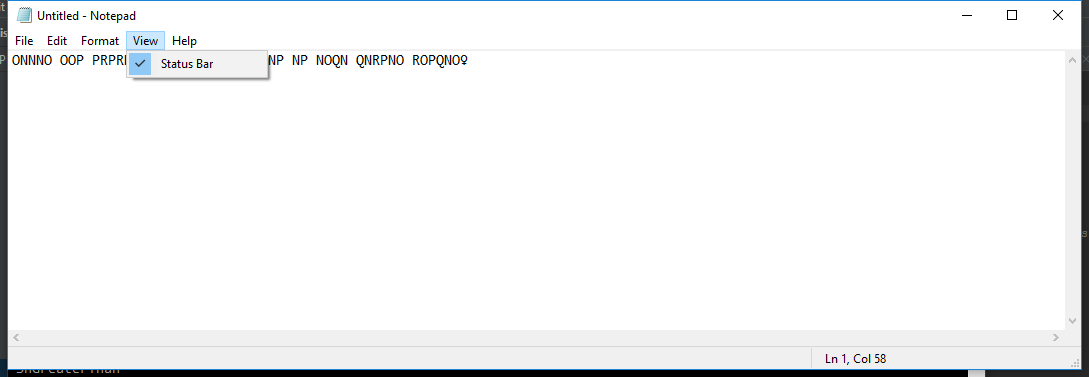 Untitled - Notepad
File Edit Format View Help
ONNNO OOP PRPR NP NP NOQN QNRPNO ROPQNO♀
Status Bar
Ln 1, Col 58